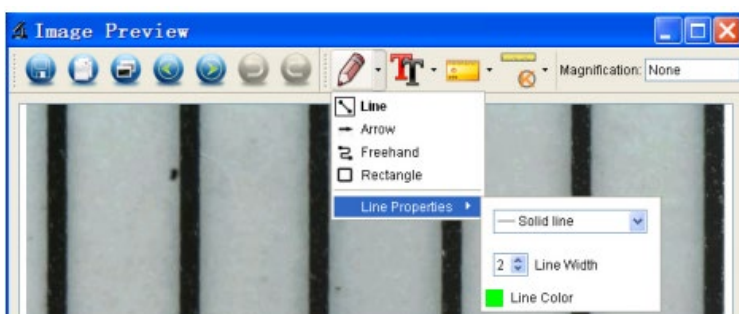 Image Preview
Magnification: None
Line
Arrow
Freehand
Rectangle
Line Properties
Solid line
2 Line Width
Line Color